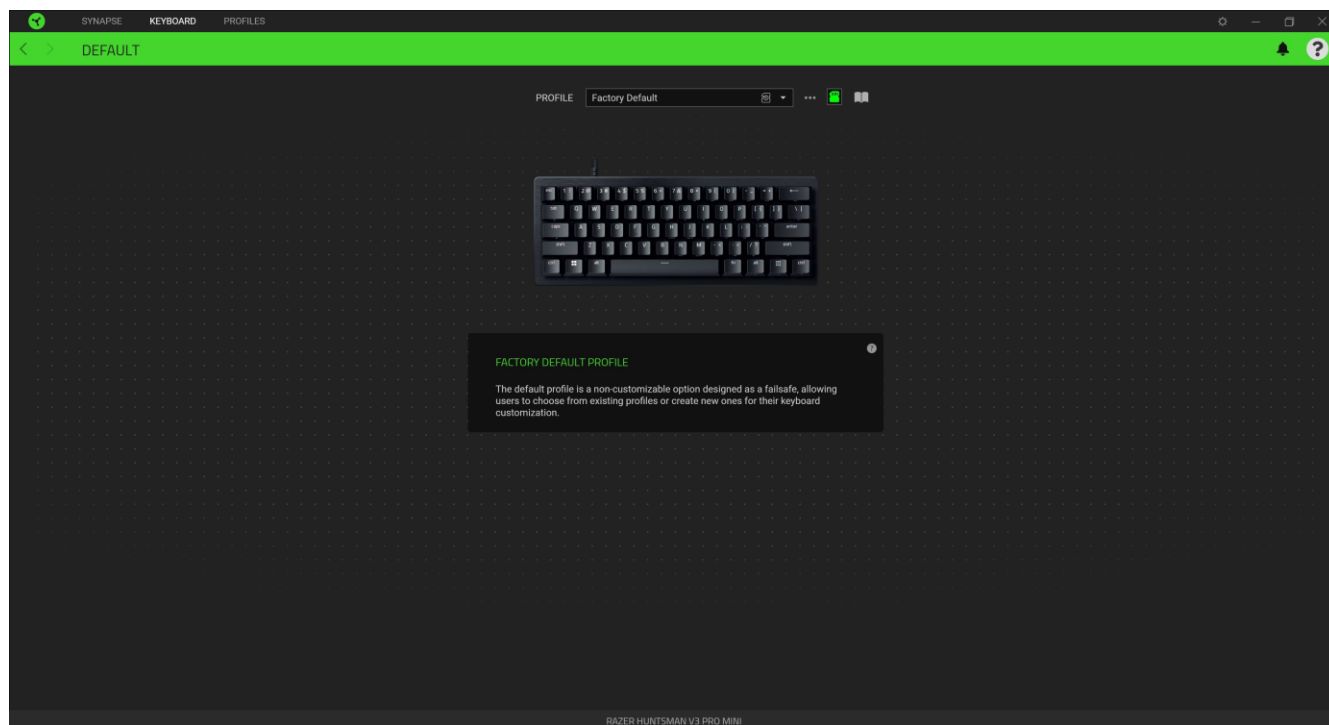 SYNAPSE KEYBOARD PROFILES
DEFAULT
?
PROFILE Factory Default
FACTORY DEFAULT PROFILE
?
The default profile is a non-customizable option designed as a failsafe, allowing
users to choose from existing profiles or create new ones for their keyboard
customization.
RAZER HUNTSMAN V3 PRO MINI